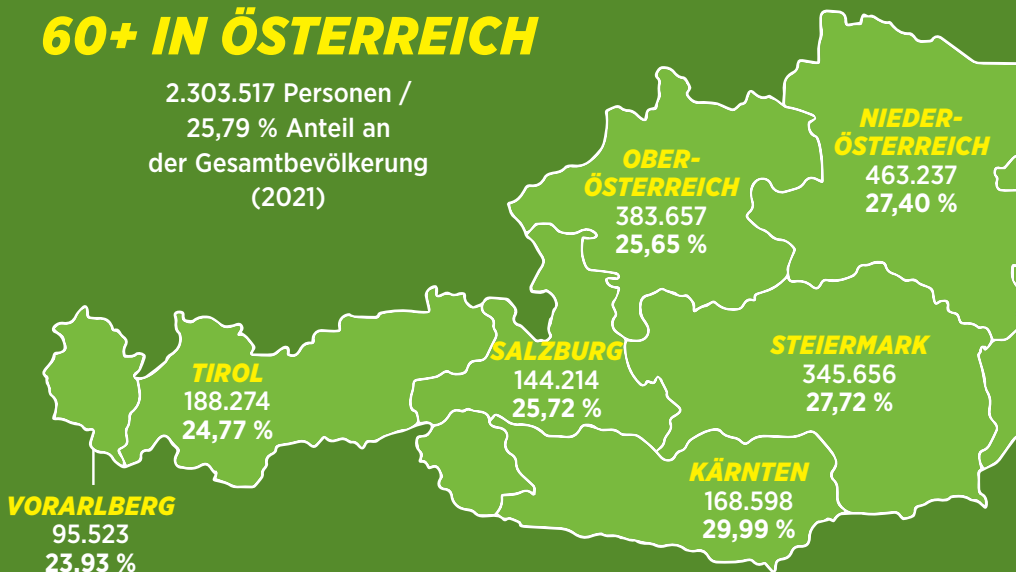 60+ IN ÖSTERREICH
2.303.517 Personen /
25,79 % Anteil an
der Gesamtbevölkerung
(2021)
NIEDER-
ÖSTERREICH
463.237
27,40 %
OBER-
ÖSTERREICH
383.657
25,65 %
STEIERMARK
345.656
27,72 %
SALZBURG
144.214
25,72 %
TIROL
188.274
24,77 %
KÄRNTEN
168.598
29,99 %
VORARLBERG
95.523
23,93 %